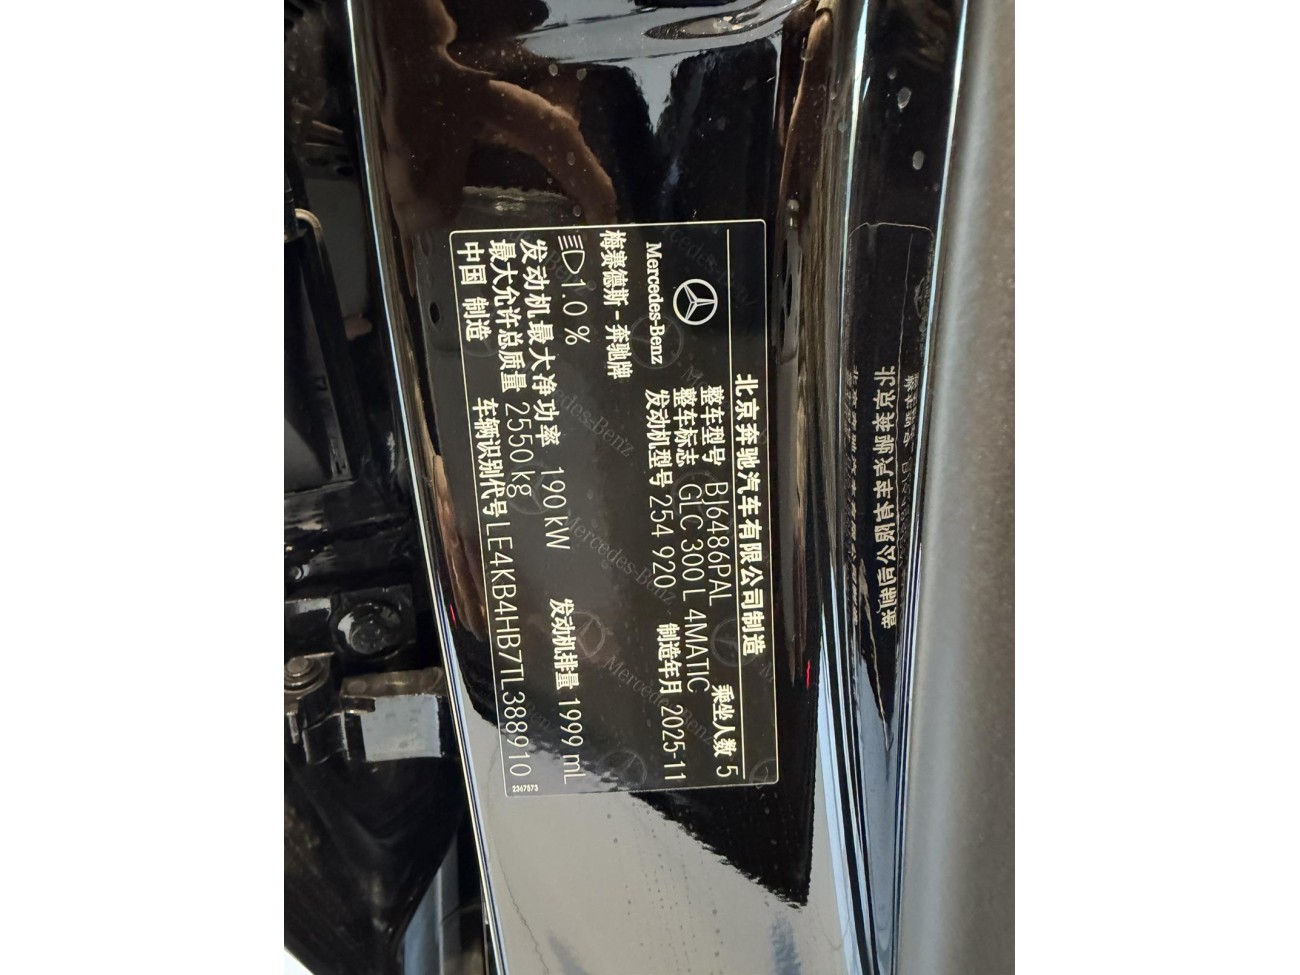 北京奔驰汽车有限公司制造
Mercedes-Benz
整车型号 BJ6486PAL 乘坐人数 5
整车标志 GLC 300 L 4MATIC
发动机型号 254 920 制造年月 2025-11
梅赛德斯-奔驰牌
1.0 %
发动机最大净功率 190 kW 发动机排量 1999 mL
最大允许总质量 2550 kg
中国 制造 车辆识别代号 LE4KB4HB7TL388910
2367573